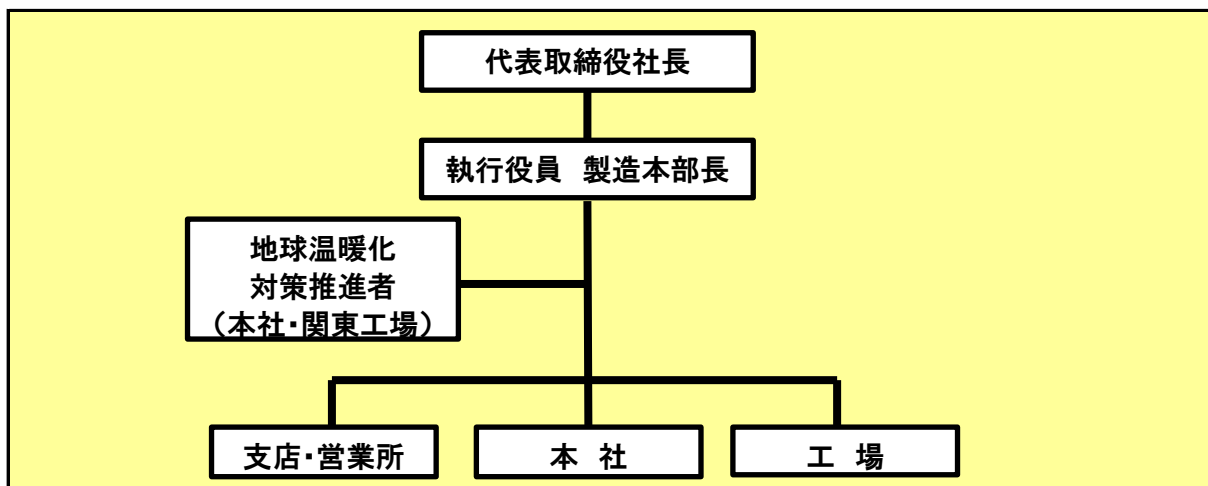 代表取締役社長
執行役員　製造本部長
地球温暖化
対策推進者
（本社・関東工場）
支店・営業所
本　社
工　場